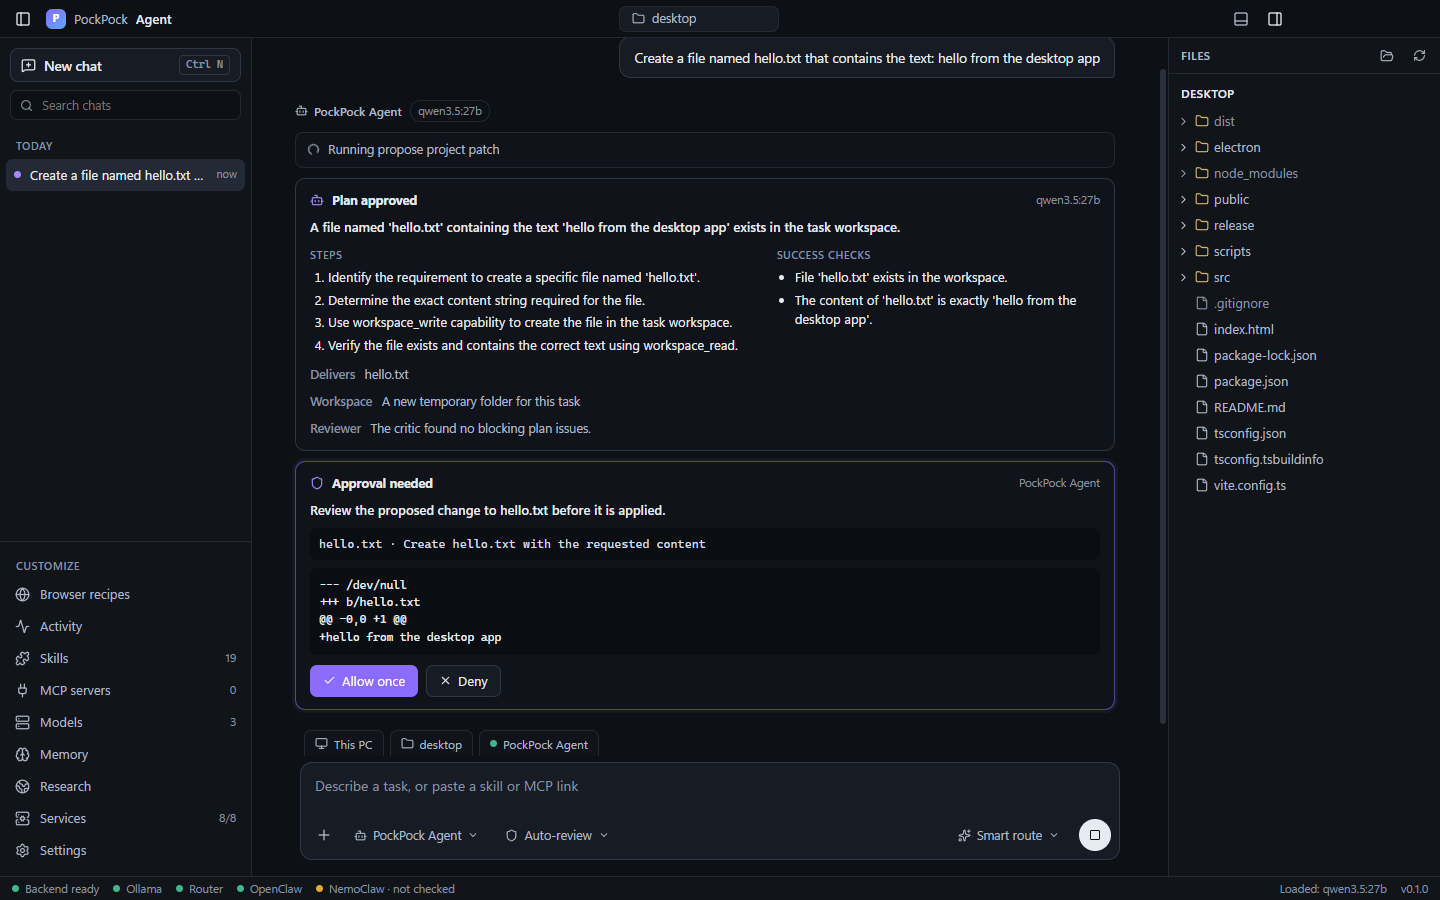 PockPock Agent
desktop
New chat
Ctrl N
Search chats
TODAY
Create a file named hello.txt ... now
CUSTOMIZE
Browser recipes
Activity
Skills 19
MCP servers 0
Models 3
Memory
Research
Services 8/8
Settings
Create a file named hello.txt that contains the text: hello from the desktop app
PockPock Agent qwen3.5:27b
Running propose project patch
Plan approved qwen3.5:27b
A file named 'hello.txt' containing the text 'hello from the desktop app' exists in the task workspace.
STEPS
1. Identify the requirement to create a specific file named 'hello.txt'.
2. Determine the exact content string required for the file.
3. Use workspace_write capability to create the file in the task workspace.
4. Verify the file exists and contains the correct text using workspace_read.
SUCCESS CHECKS
• File 'hello.txt' exists in the workspace.
• The content of 'hello.txt' is exactly 'hello from the
desktop app'.
Delivers hello.txt
Workspace A new temporary folder for this task
Reviewer The critic found no blocking plan issues.
Approval needed PockPock Agent
Review the proposed change to hello.txt before it is applied.
hello.txt · Create hello.txt with the requested content
--- /dev/null
+++ b/hello.txt
@@ -0,0 +1 @@
+hello from the desktop app
Allow once
Deny
This PC
desktop
PockPock Agent
Describe a task, or paste a skill or MCP link
PockPock Agent
Auto-review
Smart route
FILES
DESKTOP
dist
electron
node_modules
public
release
scripts
src
.gitignore
index.html
package-lock.json
package.json
README.md
tsconfig.json
tsconfig.tsbuildinfo
vite.config.ts
Backend ready
Ollama
Router
OpenClaw
NemoClaw · not checked
Loaded: qwen3.5:27b
v0.1.0
P